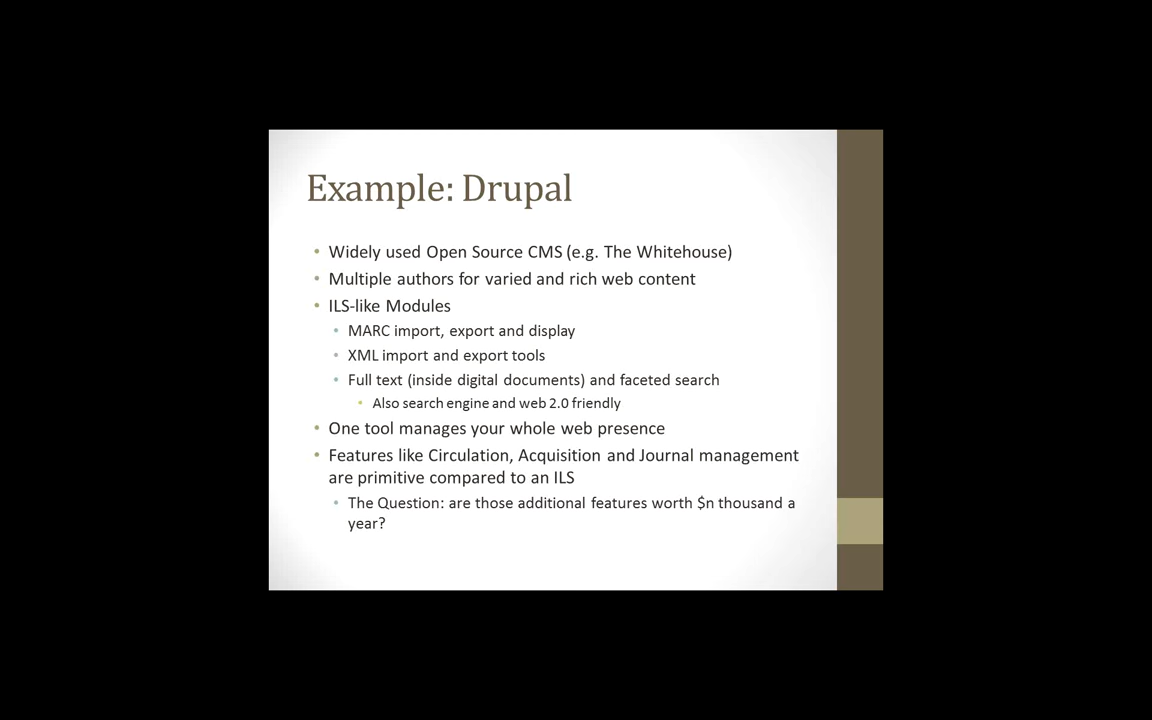 Example: Drupal
• Widely used Open Source CMS (e.g. The Whitehouse)
• Multiple authors for varied and rich web content
• ILS-like Modules
• MARC import, export and display
• XML import and export tools
• Full text (inside digital documents) and faceted search
• Also search engine and web 2.0 friendly
• One tool manages your whole web presence
• Features like Circulation, Acquisition and Journal management
are primitive compared to an ILS
• The Question: are those additional features worth $n thousand a
year?